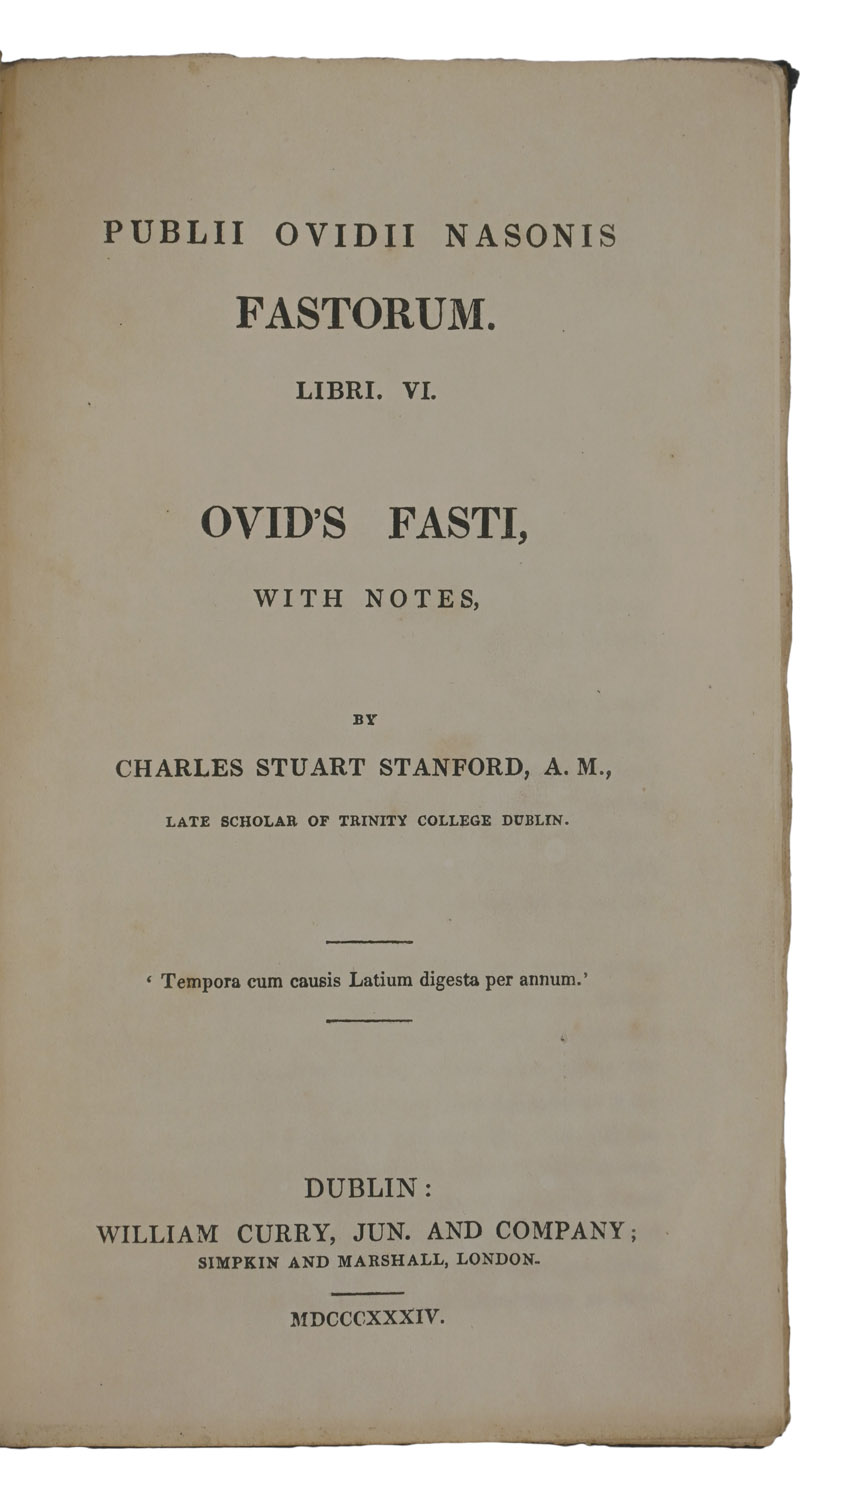 PUBLII OVIDII NASONIS
FASTORUM.
LIBRI. VI.
OVID'S FASTI,
WITH NOTES,
BY
CHARLES STUART STANFORD, A. M.,
LATE SCHOLAR OF TRINITY COLLEGE DUBLIN.
‘ Tempora cum causis Latium digesta per annum.’
DUBLIN:
WILLIAM CURRY, JUN. AND COMPANY;
SIMPKIN AND MARSHALL, LONDON.
MDCCCXXXIV.